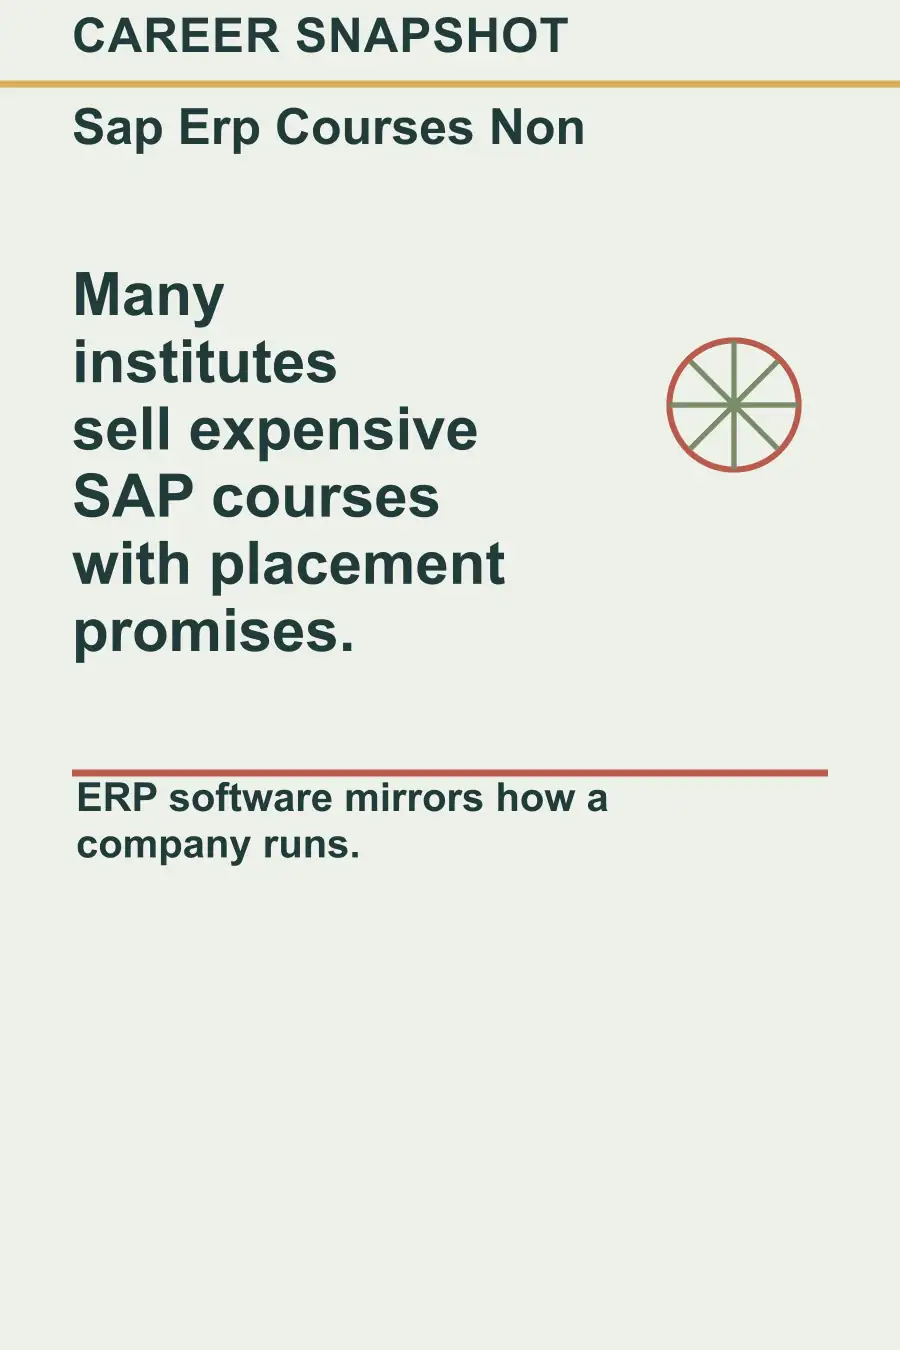 CAREER SNAPSHOT
Sap Erp Courses Non
Many
institutes
sell expensive
SAP courses
with placement
promises.
ERP software mirrors how a
company runs.